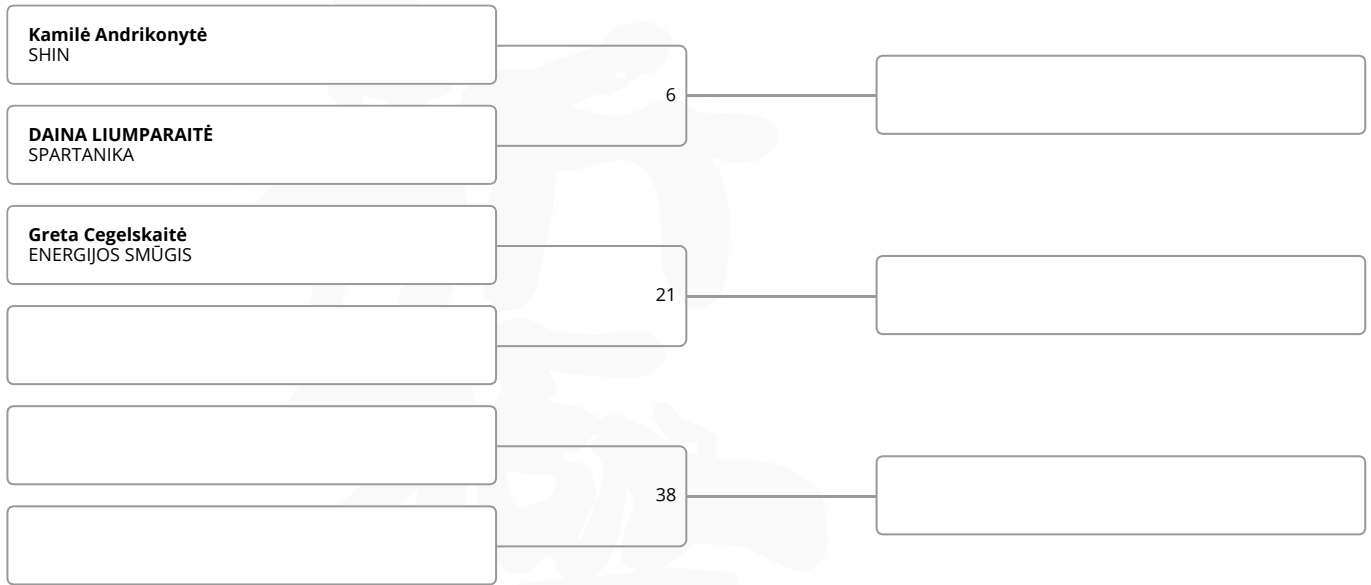 Kamilė Andrikonytė
SHIN
6
DAINA LIUMPARAITĖ
SPARTANIKA
Greta Cegelskaitė
ENERGIJOS SMŪGIS
21
38